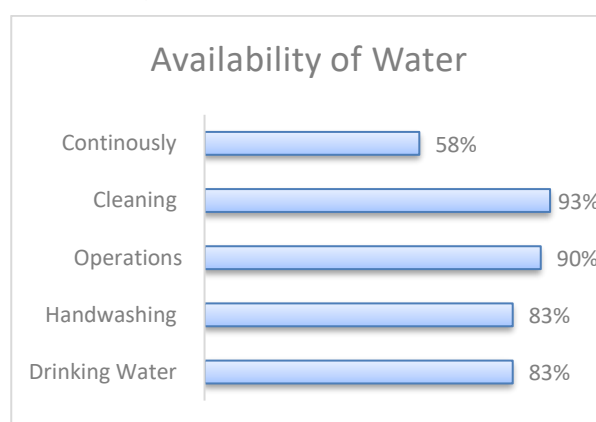 Availability of Water
Continously 58%
Cleaning 93%
Operations 90%
Handwashing 83%
Drinking Water 83%